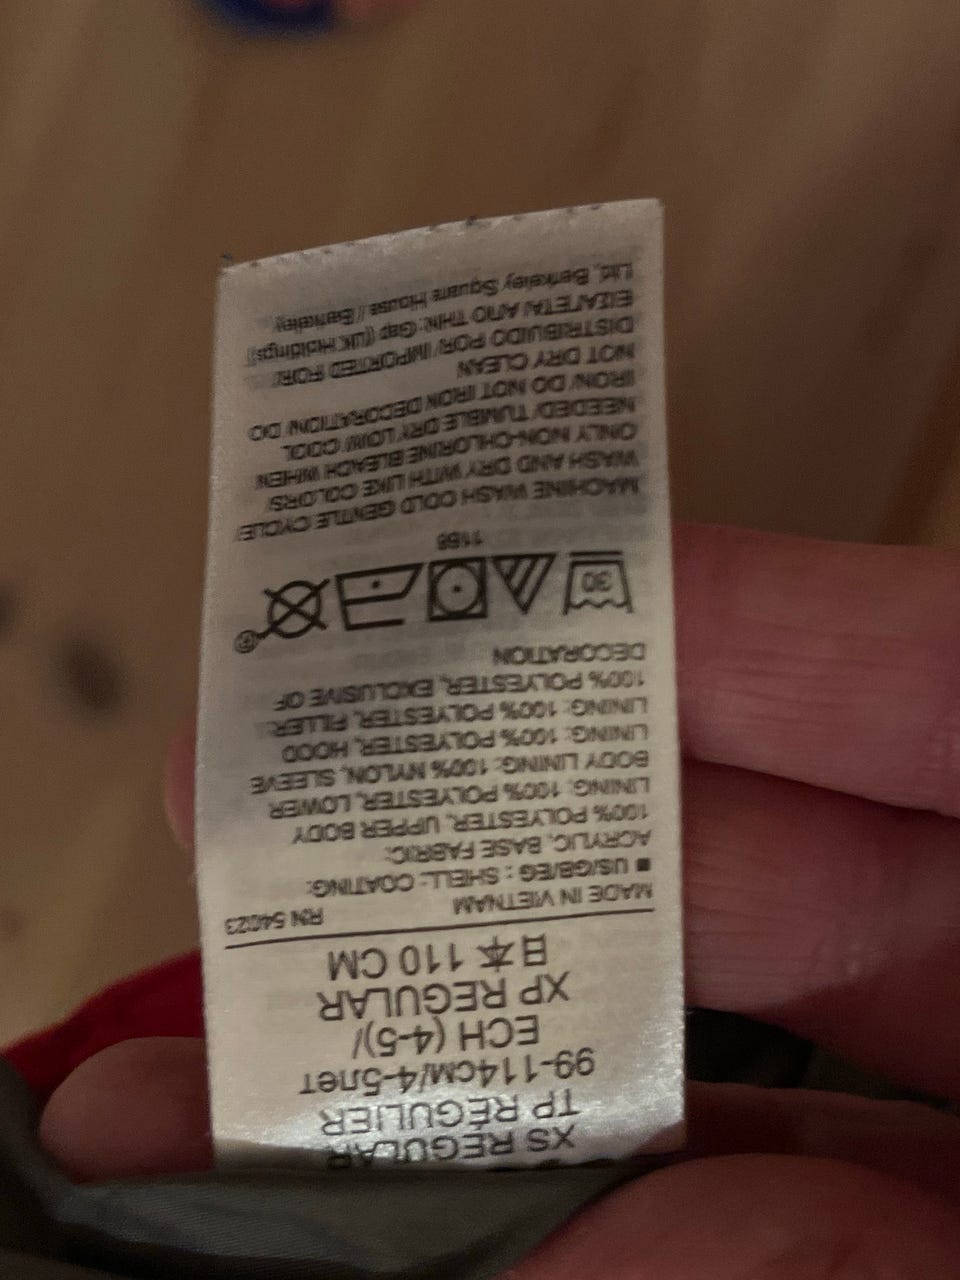 XS REGULAR
TP RÉGULIER
99-114CM/4-5лет
ECH (4-5)/
XP REGULAR
日本 110 CM
MADE IN VIETNAM RN 54023
■ US/GB/EG : SHELL: COATING:
ACRYLIC, BASE FABRIC:
100% POLYESTER, UPPER BODY
LINING: 100% POLYESTER, LOWER
BODY LINING: 100% NYLON, SLEEVE
LINING: 100% POLYESTER, HOOD
LINING: 100% POLYESTER, FILLER:
100% POLYESTER, EXCLUSIVE OF
DECORATION
30
1168
MACHINE WASH COLD GENTLE CYCLE/
WASH AND DRY WITH LIKE COLORS/
ONLY NON-CHLORINE BLEACH WHEN
NEEDED/ TUMBLE DRY LOW/ COOL
IRON/ DO NOT IRON DECORATION/ DO
NOT DRY CLEAN
DISTRIBUIDO POR/ IMPORTED FOR/
ΕΙΣΑΓΕΤΑΙ ΑΠΟ ΤΗΝ: Gap (UK Holdings)
Ltd, Berkeley Square House / Berkeley